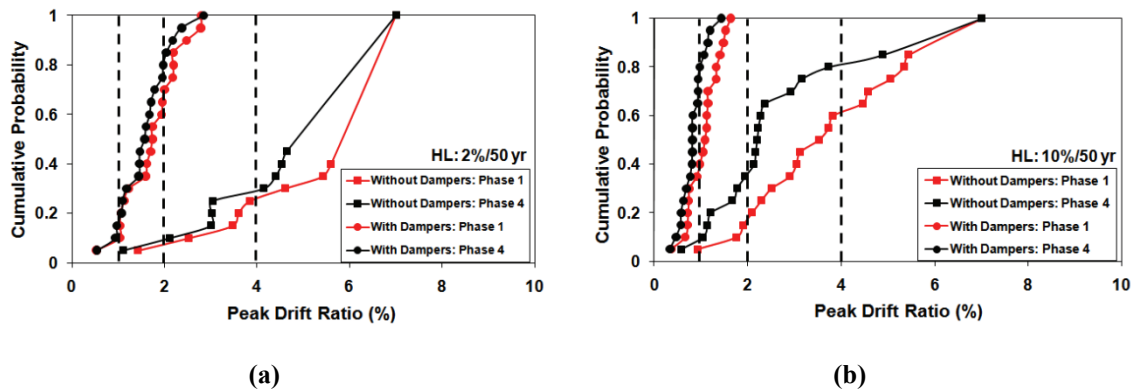 1
0.8
0.6
0.4
0.2
0
Cumulative Probability
HL: 2%/50 yr
Without Dampers: Phase 1
Without Dampers: Phase 4
With Dampers: Phase 1
With Dampers: Phase 4
0 2 4 6 8 10
Peak Drift Ratio (%)
(a)
1
0.8
0.6
0.4
0.2
0
Cumulative Probability
HL: 10%/50 yr
Without Dampers: Phase 1
Without Dampers: Phase 4
With Dampers: Phase 1
With Dampers: Phase 4
0 2 4 6 8 10
Peak Drift Ratio (%)
(b)